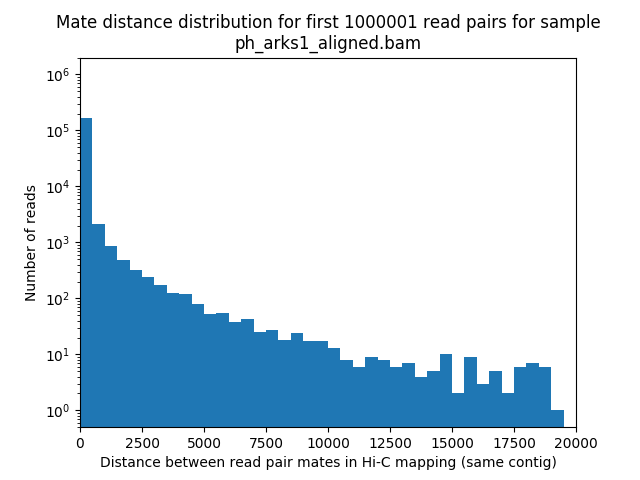 Mate distance distribution for first 1000001 read pairs for sample
ph_arks1_aligned.bam
Number of reads
10^6
10^5
10^4
10^3
10^2
10^1
10^0
0 2500 5000 7500 10000 12500 15000 17500 20000
Distance between read pair mates in Hi-C mapping (same contig)